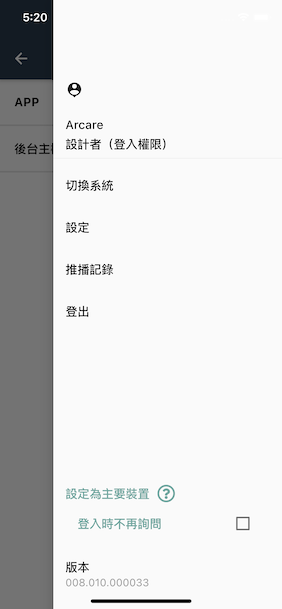 5:20
APP
後台主
Arcare
設計者（登入權限）
切換系統
設定
推播記錄
登出
設定為主要裝置 ?
登入時不再詢問
版本
008.010.000033